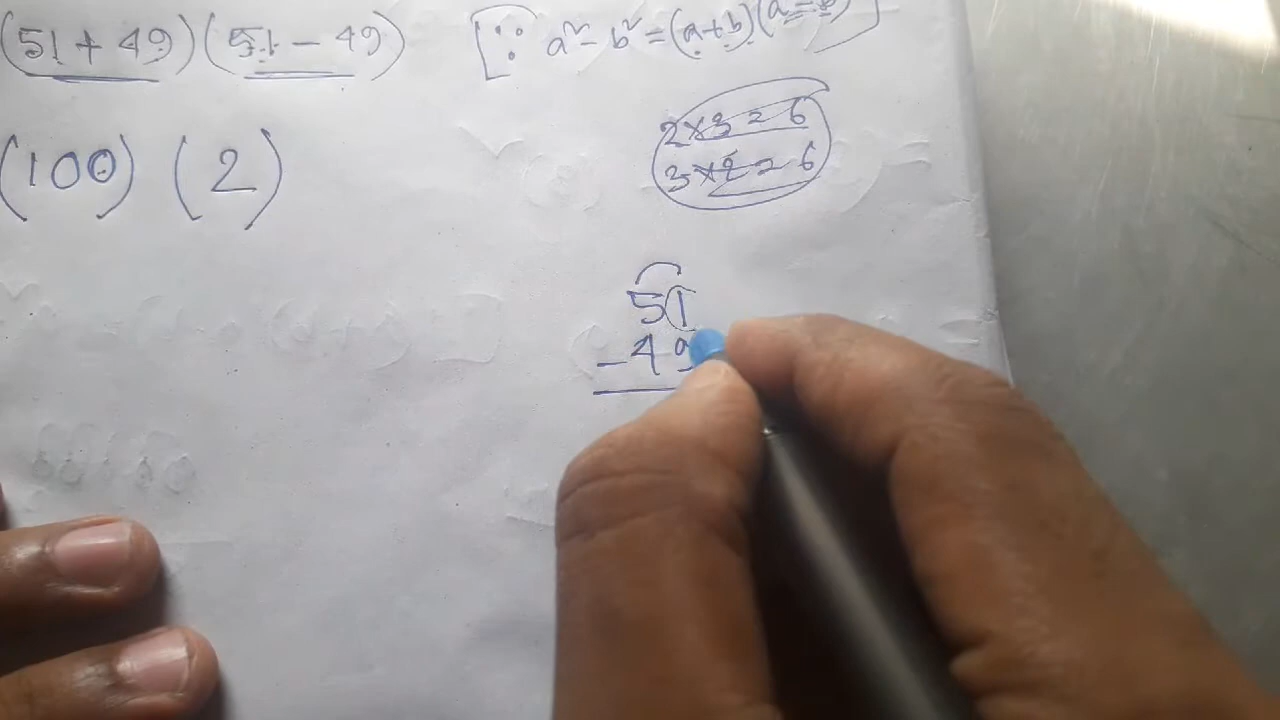 (51 + 49)(51 - 49) [∵ a² - b² = (a+b)(a-b)]
(100) (2)
2×3 = 6
3×2 = 6
51
- 49